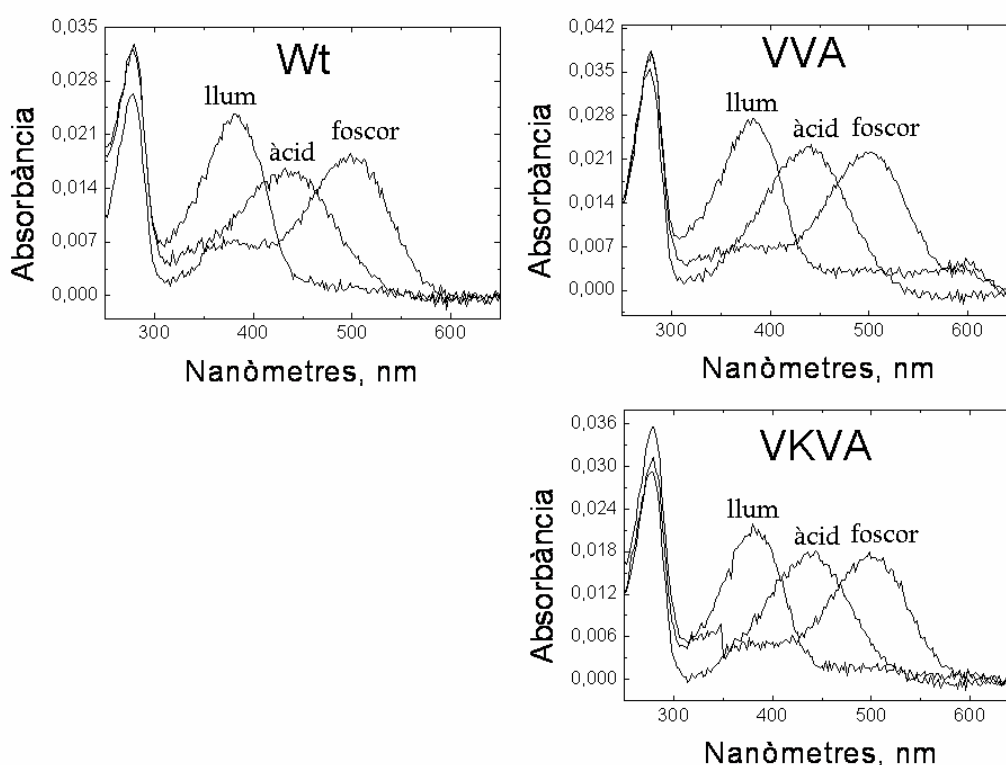 Wt
Absorbància
0,035
0,028
0,021
0,014
0,007
0,000
llum
àcid
foscor
300 400 500 600
Nanòmetres, nm
VVA
Absorbància
0,042
0,035
0,028
0,021
0,014
0,007
0,000
llum
àcid
foscor
300 400 500 600
Nanòmetres, nm
VKVA
Absorbància
0,036
0,030
0,024
0,018
0,012
0,006
0,000
llum
àcid
foscor
300 400 500 600
Nanòmetres, nm